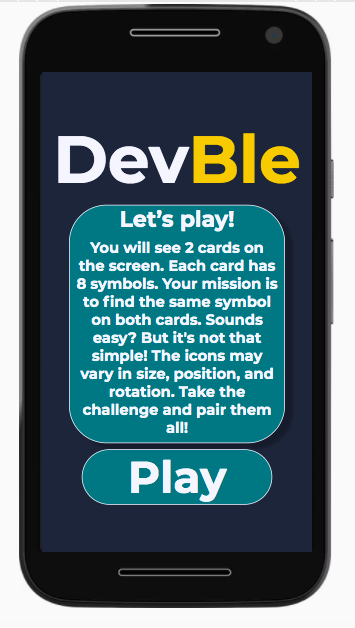 DevBle
Let's play!
You will see 2 cards on
the screen. Each card has
8 symbols. Your mission is
to find the same symbol
on both cards. Sounds
easy? But it's not that
simple! The icons may
vary in size, position, and
rotation. Take the
challenge and pair them
all!
Play